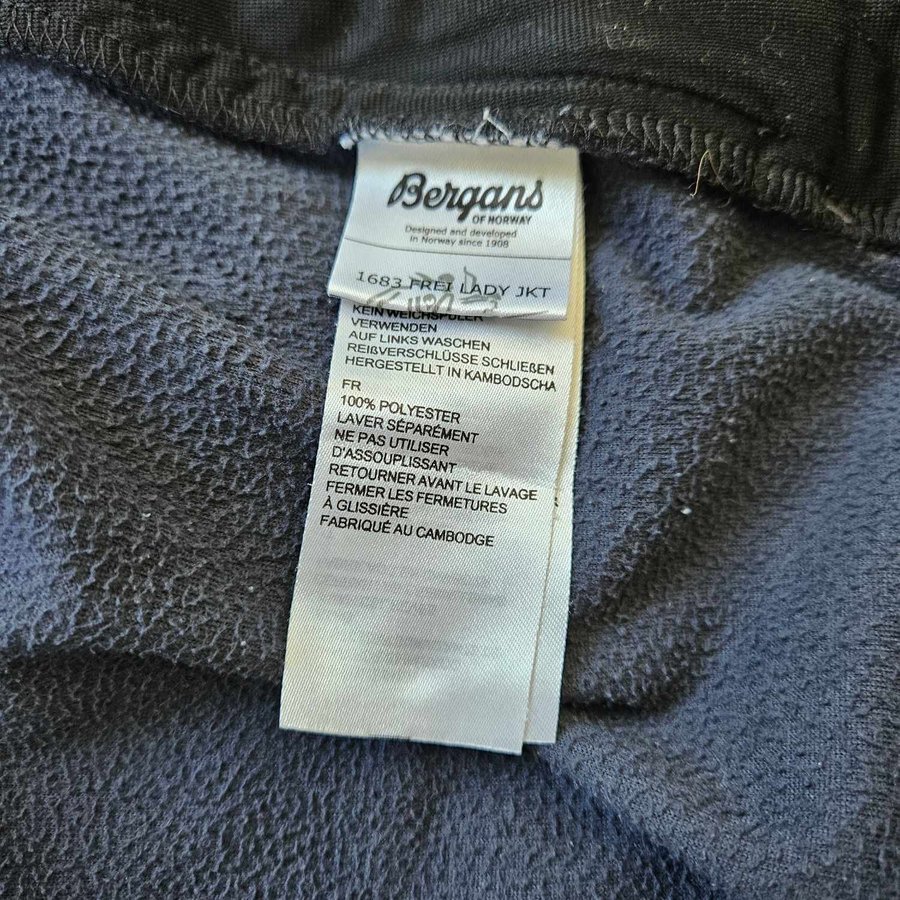 Bergans
OF NORWAY
Designed and developed
in Norway since 1908
1683 FREI LADY JKT
KEIN WEICHSPÜLER
VERWENDEN
AUF LINKS WASCHEN
REIßVERSCHLÜSSE SCHLIEßEN
HERGESTELLT IN KAMBODSCHA
FR
100% POLYESTER
LAVER SÉPARÉMENT
NE PAS UTILISER
D'ASSOUPLISSANT
RETOURNER AVANT LE LAVAGE
FERMER LES FERMETURES
À GLISSIÈRE
FABRIQUÉ AU CAMBODGE